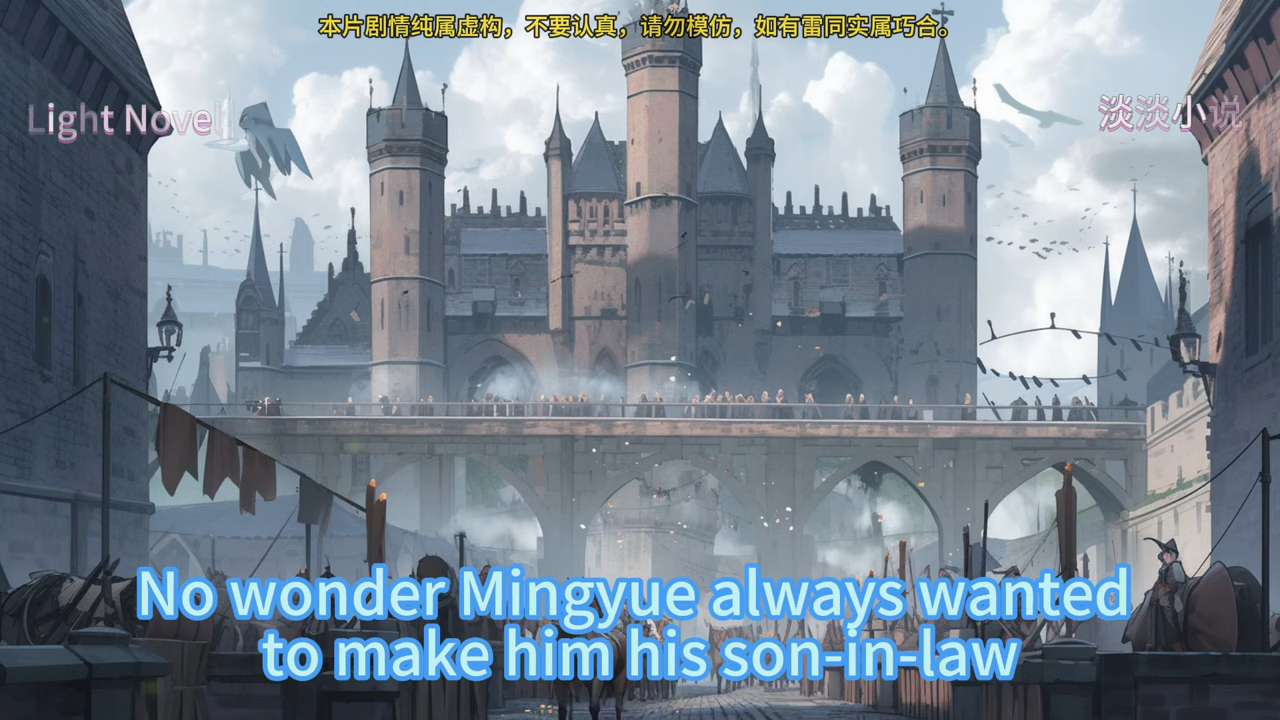 本片剧情纯属虚构，不要认真，请勿模仿，如有雷同实属巧合。
Light Novel
淡淡小说
No wonder Mingyue always wanted
to make him his son-in-law